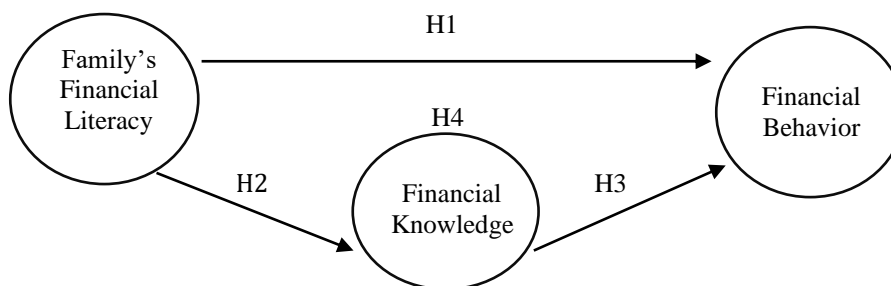 H1
Family’s
Financial
Literacy
Financial
Behavior
H4
H2
Financial
Knowledge
H3